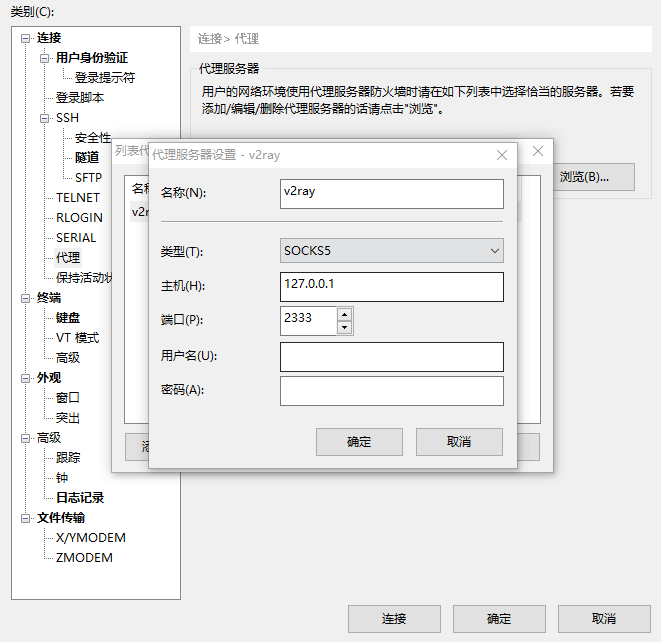 类别(C):
连接
用户身份验证
登录提示符
登录脚本
SSH
安全性
隧道
SFTP
TELNET
RLOGIN
SERIAL
代理
保持活动状
终端
键盘
VT 模式
高级
外观
窗口
突出
高级
跟踪
钟
日志记录
文件传输
X/YMODEM
ZMODEM
连接> 代理
代理服务器
用户的网络环境使用代理服务器防火墙时请在如下列表中选择恰当的服务器。若要
添加/编辑/删除代理服务器的话请点击"浏览"。
浏览(B)...
列表代
名称
v2r
代理服务器设置 - v2ray
名称(N):
v2ray
类型(T):
SOCKS5
主机(H):
127.0.0.1
端口(P):
2333
用户名(U):
密码(A):
确定
取消
连接
确定
取消